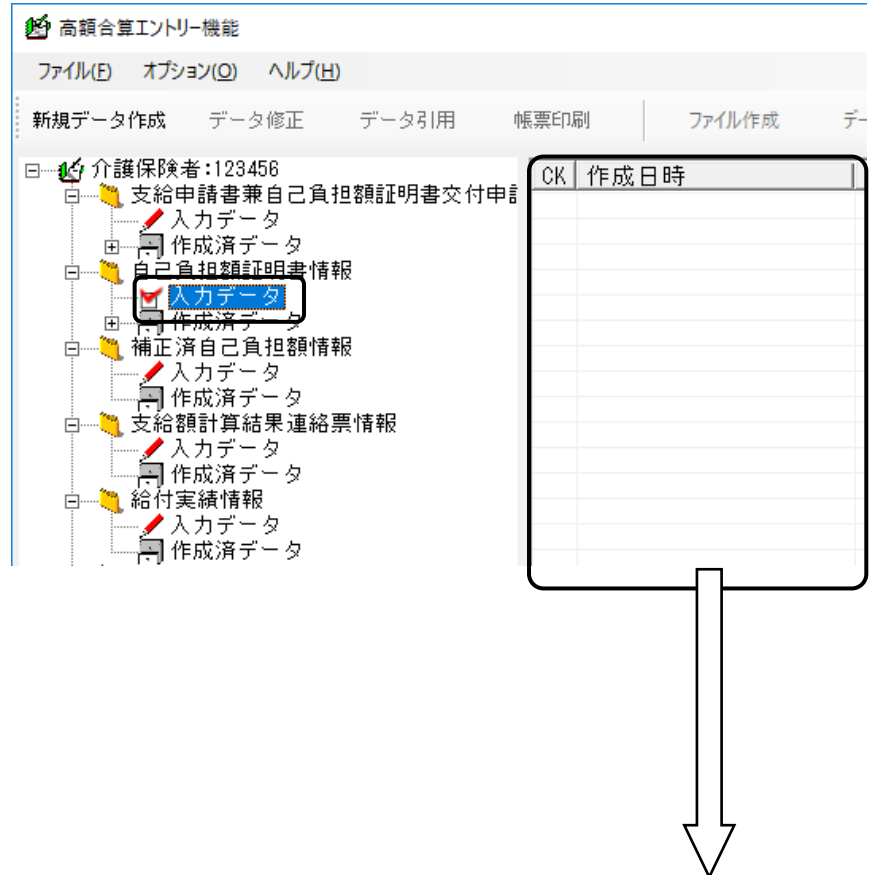 高額合算エントリー機能
ファイル(F) オプション(O) ヘルプ(H)
新規データ作成 データ修正 データ引用 帳票印刷 ファイル作成 デー
介護保険者:123456
CK 作成日時
支給申請書兼自己負担額証明書交付申
入力データ
作成済データ
自己負担額証明書情報
入力データ
作成済データ
補正済自己負担額情報
入力データ
作成済データ
支給額計算結果連絡票情報
入力データ
作成済データ
給付実績情報
入力データ
作成済データ